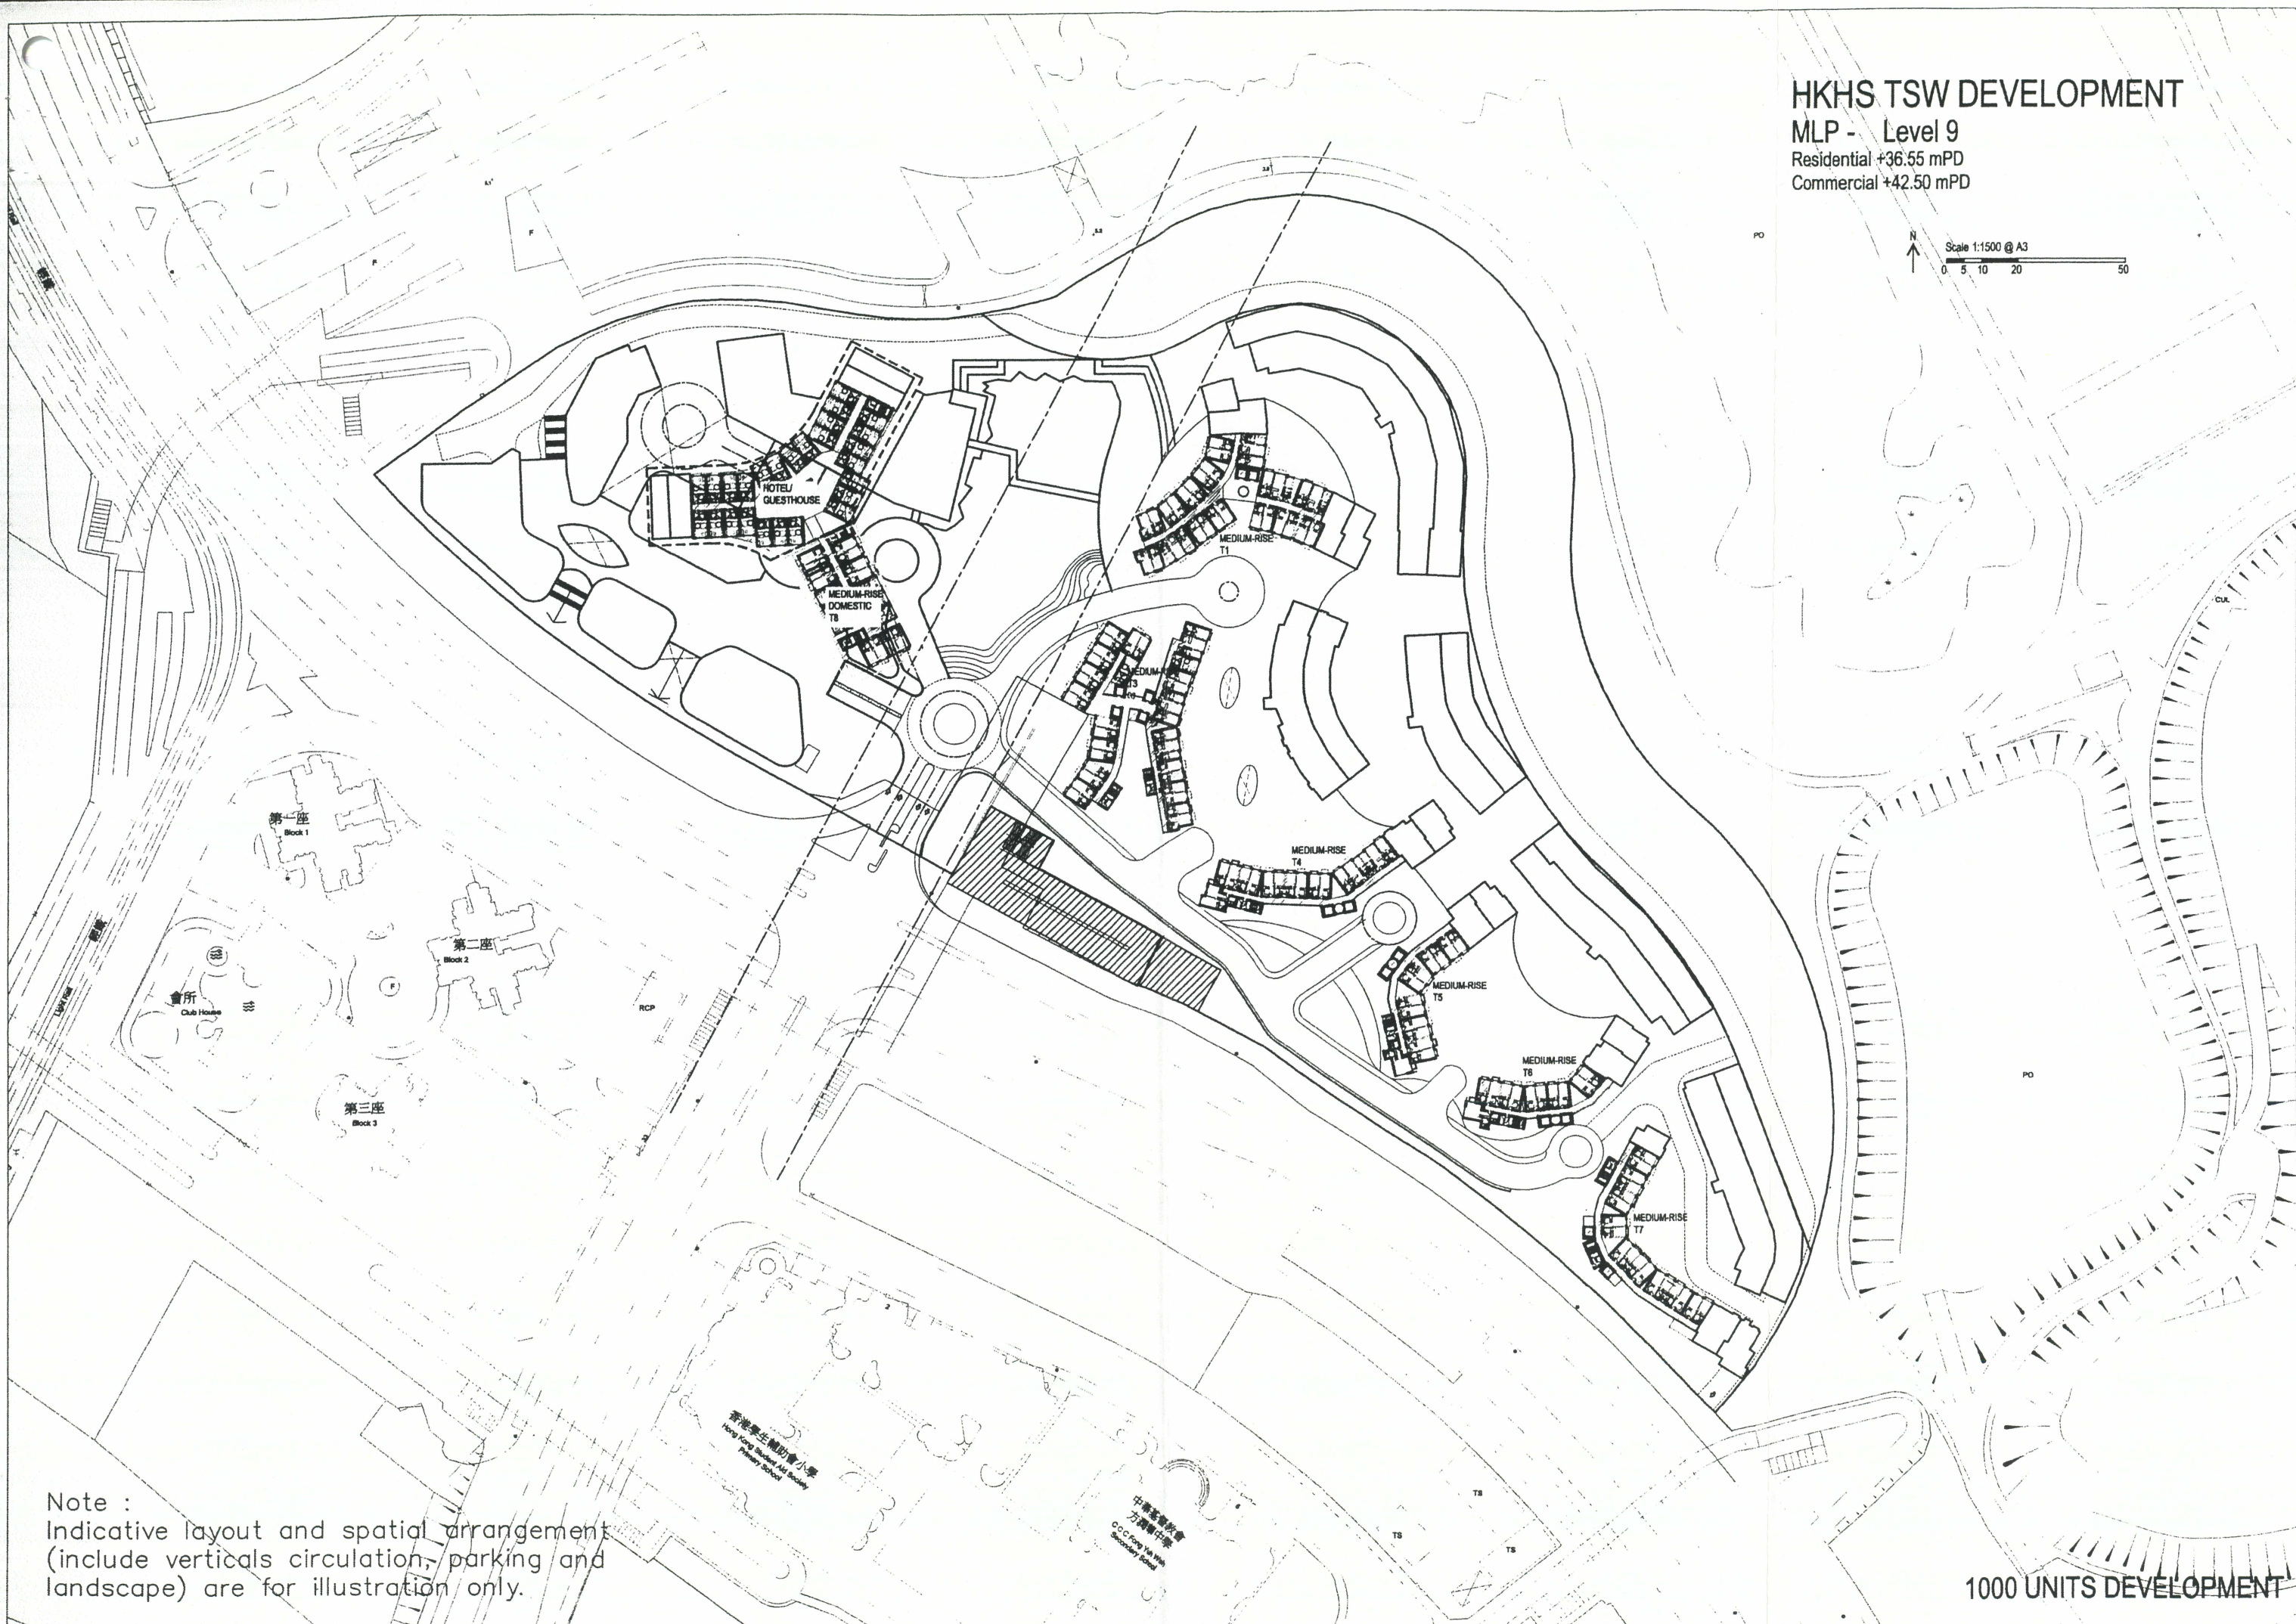 HKHS TSW DEVELOPMENT
MLP - Level 9
Residential +36.55 mPD
Commercial +42.50 mPD
N
Scale 1:1500 @ A3
0 5 10 20 50
PO
F
F
CUL
HOTEL/
GUESTHOUSE
MEDIUM-RISE
DOMESTIC
T8
MEDIUM-RISE
T1
MEDIUM-RISE
T4
MEDIUM-RISE
T5
MEDIUM-RISE
T6
MEDIUM-RISE
T7
PO
第一座
Block 1
第二座
Block 2
會所
Club House
第三座
Block 3
RCP
Light Rail
香港學生輔助會小學
Hong Kong Student Aid Society
Primary School
中華基督教會
方潤華中學
C C C Fong Yun Wah
Secondary School
TS
TS
TS
Note :
Indicative layout and spatial arrangement
(include verticals circulation, parking and
landscape) are for illustration only.
1000 UNITS DEVELOPMENT